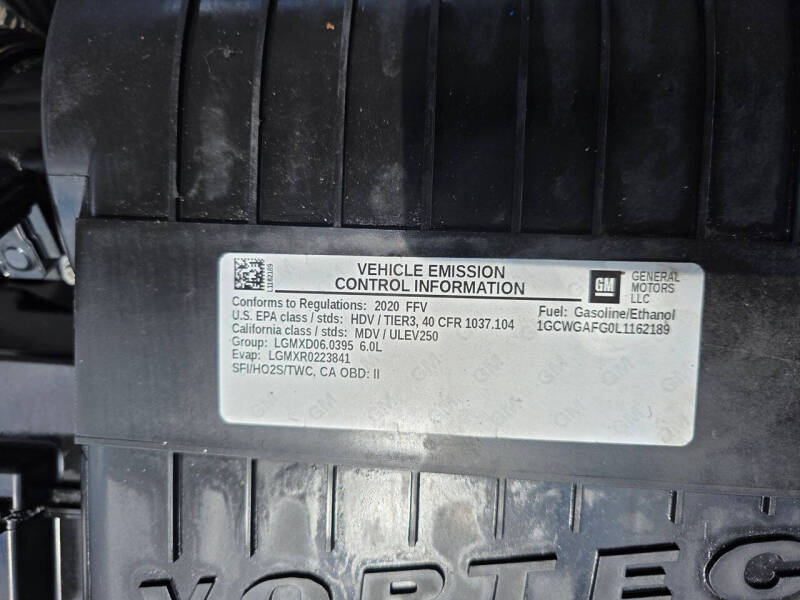 L1162189
VEHICLE EMISSION
CONTROL INFORMATION
GM
GENERAL
MOTORS
LLC
Conforms to Regulations: 2020 FFV
Fuel: Gasoline/Ethanol
U.S. EPA class / stds: HDV / TIER3, 40 CFR 1037.104
1GCWGAFG0L1162189
California class / stds: MDV / ULEV250
Group: LGMXD06.0395 6.0L
Evap: LGMXR0223841
SFI/HO2S/TWC, CA OBD: II
VORTEC